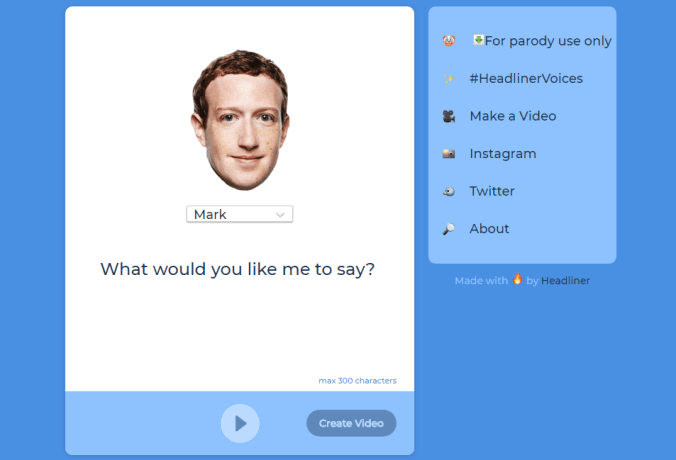 Mark
What would you like me to say?
max 300 characters
Create Video
🤡 For parody use only
✨ #HeadlinerVoices
🎥 Make a Video
🌅 Instagram
🐦 Twitter
🔎 About
Made with 🔥 by Headliner